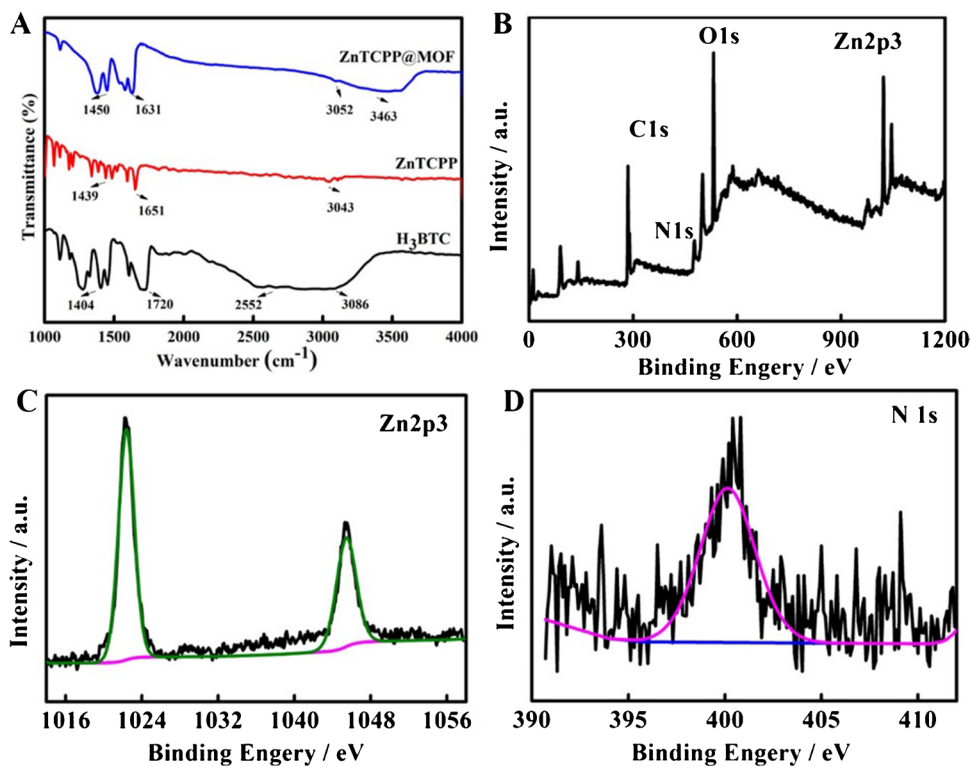 A
ZnTCPP@MOF
1450
1631
3052
3463
ZnTCPP
1439
1651
3043
H3BTC
1404
1720
2552
3086
Transmittance (%)
1000 1500 2000 2500 3000 3500 4000
Wavenumber (cm-1)
B
O1s
Zn2p3
C1s
N1s
Intensity / a.u.
0 300 600 900 1200
Binding Engery / eV
C
Zn2p3
Intensity / a.u.
1016 1024 1032 1040 1048 1056
Binding Engery / eV
D
N 1s
Intensity / a.u.
390 395 400 405 410
Binding Engery / eV